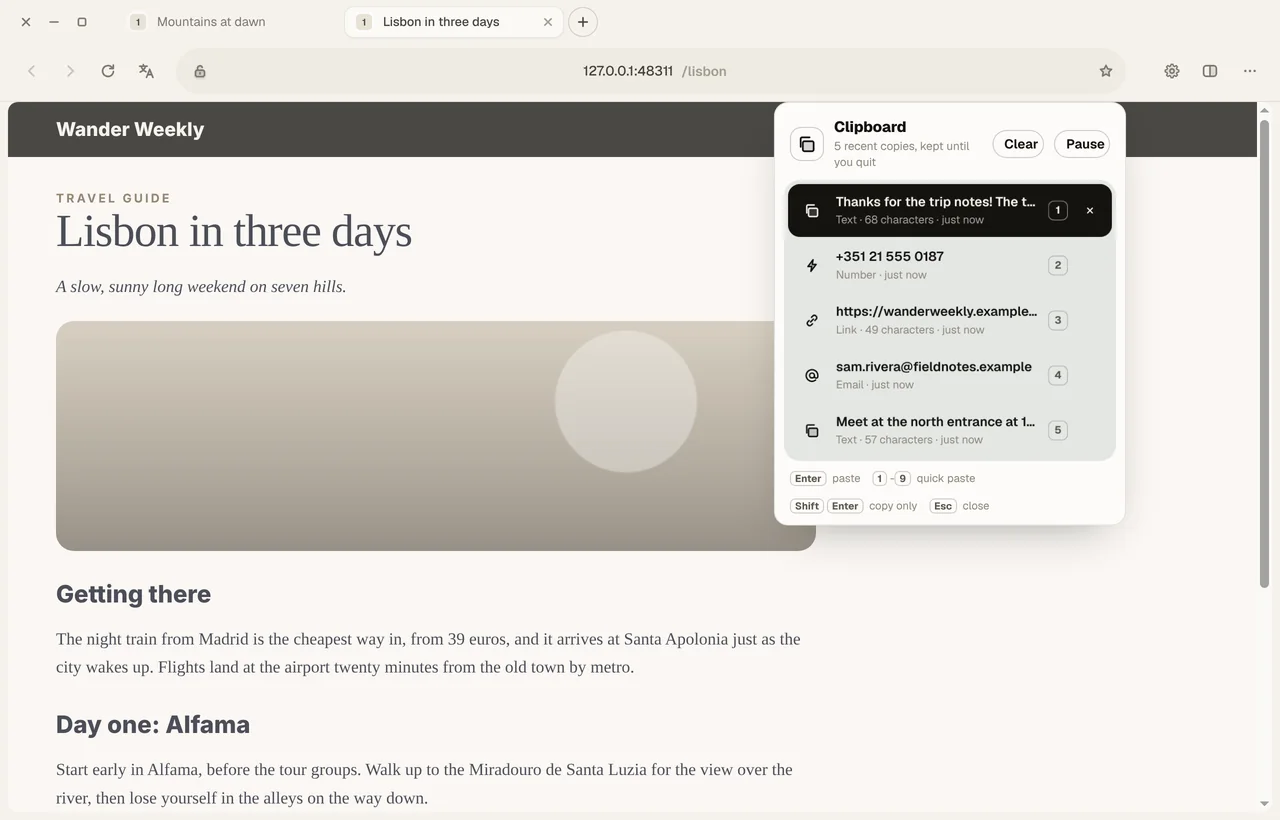 1 Mountains at dawn
1 Lisbon in three days
127.0.0.1:48311 /lisbon
Wander Weekly
TRAVEL GUIDE
Lisbon in three days
A slow, sunny long weekend on seven hills.
Clipboard
5 recent copies, kept until
you quit
Clear
Pause
Thanks for the trip notes! The t… 1
Text · 68 characters · just now
+351 21 555 0187 2
Number · just now
https://wanderweekly.example… 3
Link · 49 characters · just now
sam.rivera@fieldnotes.example 4
Email · just now
Meet at the north entrance at 1… 5
Text · 57 characters · just now
Enter paste 1 - 9 quick paste
Shift Enter copy only Esc close
Getting there
The night train from Madrid is the cheapest way in, from 39 euros, and it arrives at Santa Apolonia just as the
city wakes up. Flights land at the airport twenty minutes from the old town by metro.
Day one: Alfama
Start early in Alfama, before the tour groups. Walk up to the Miradouro de Santa Luzia for the view over the
river, then lose yourself in the alleys on the way down.